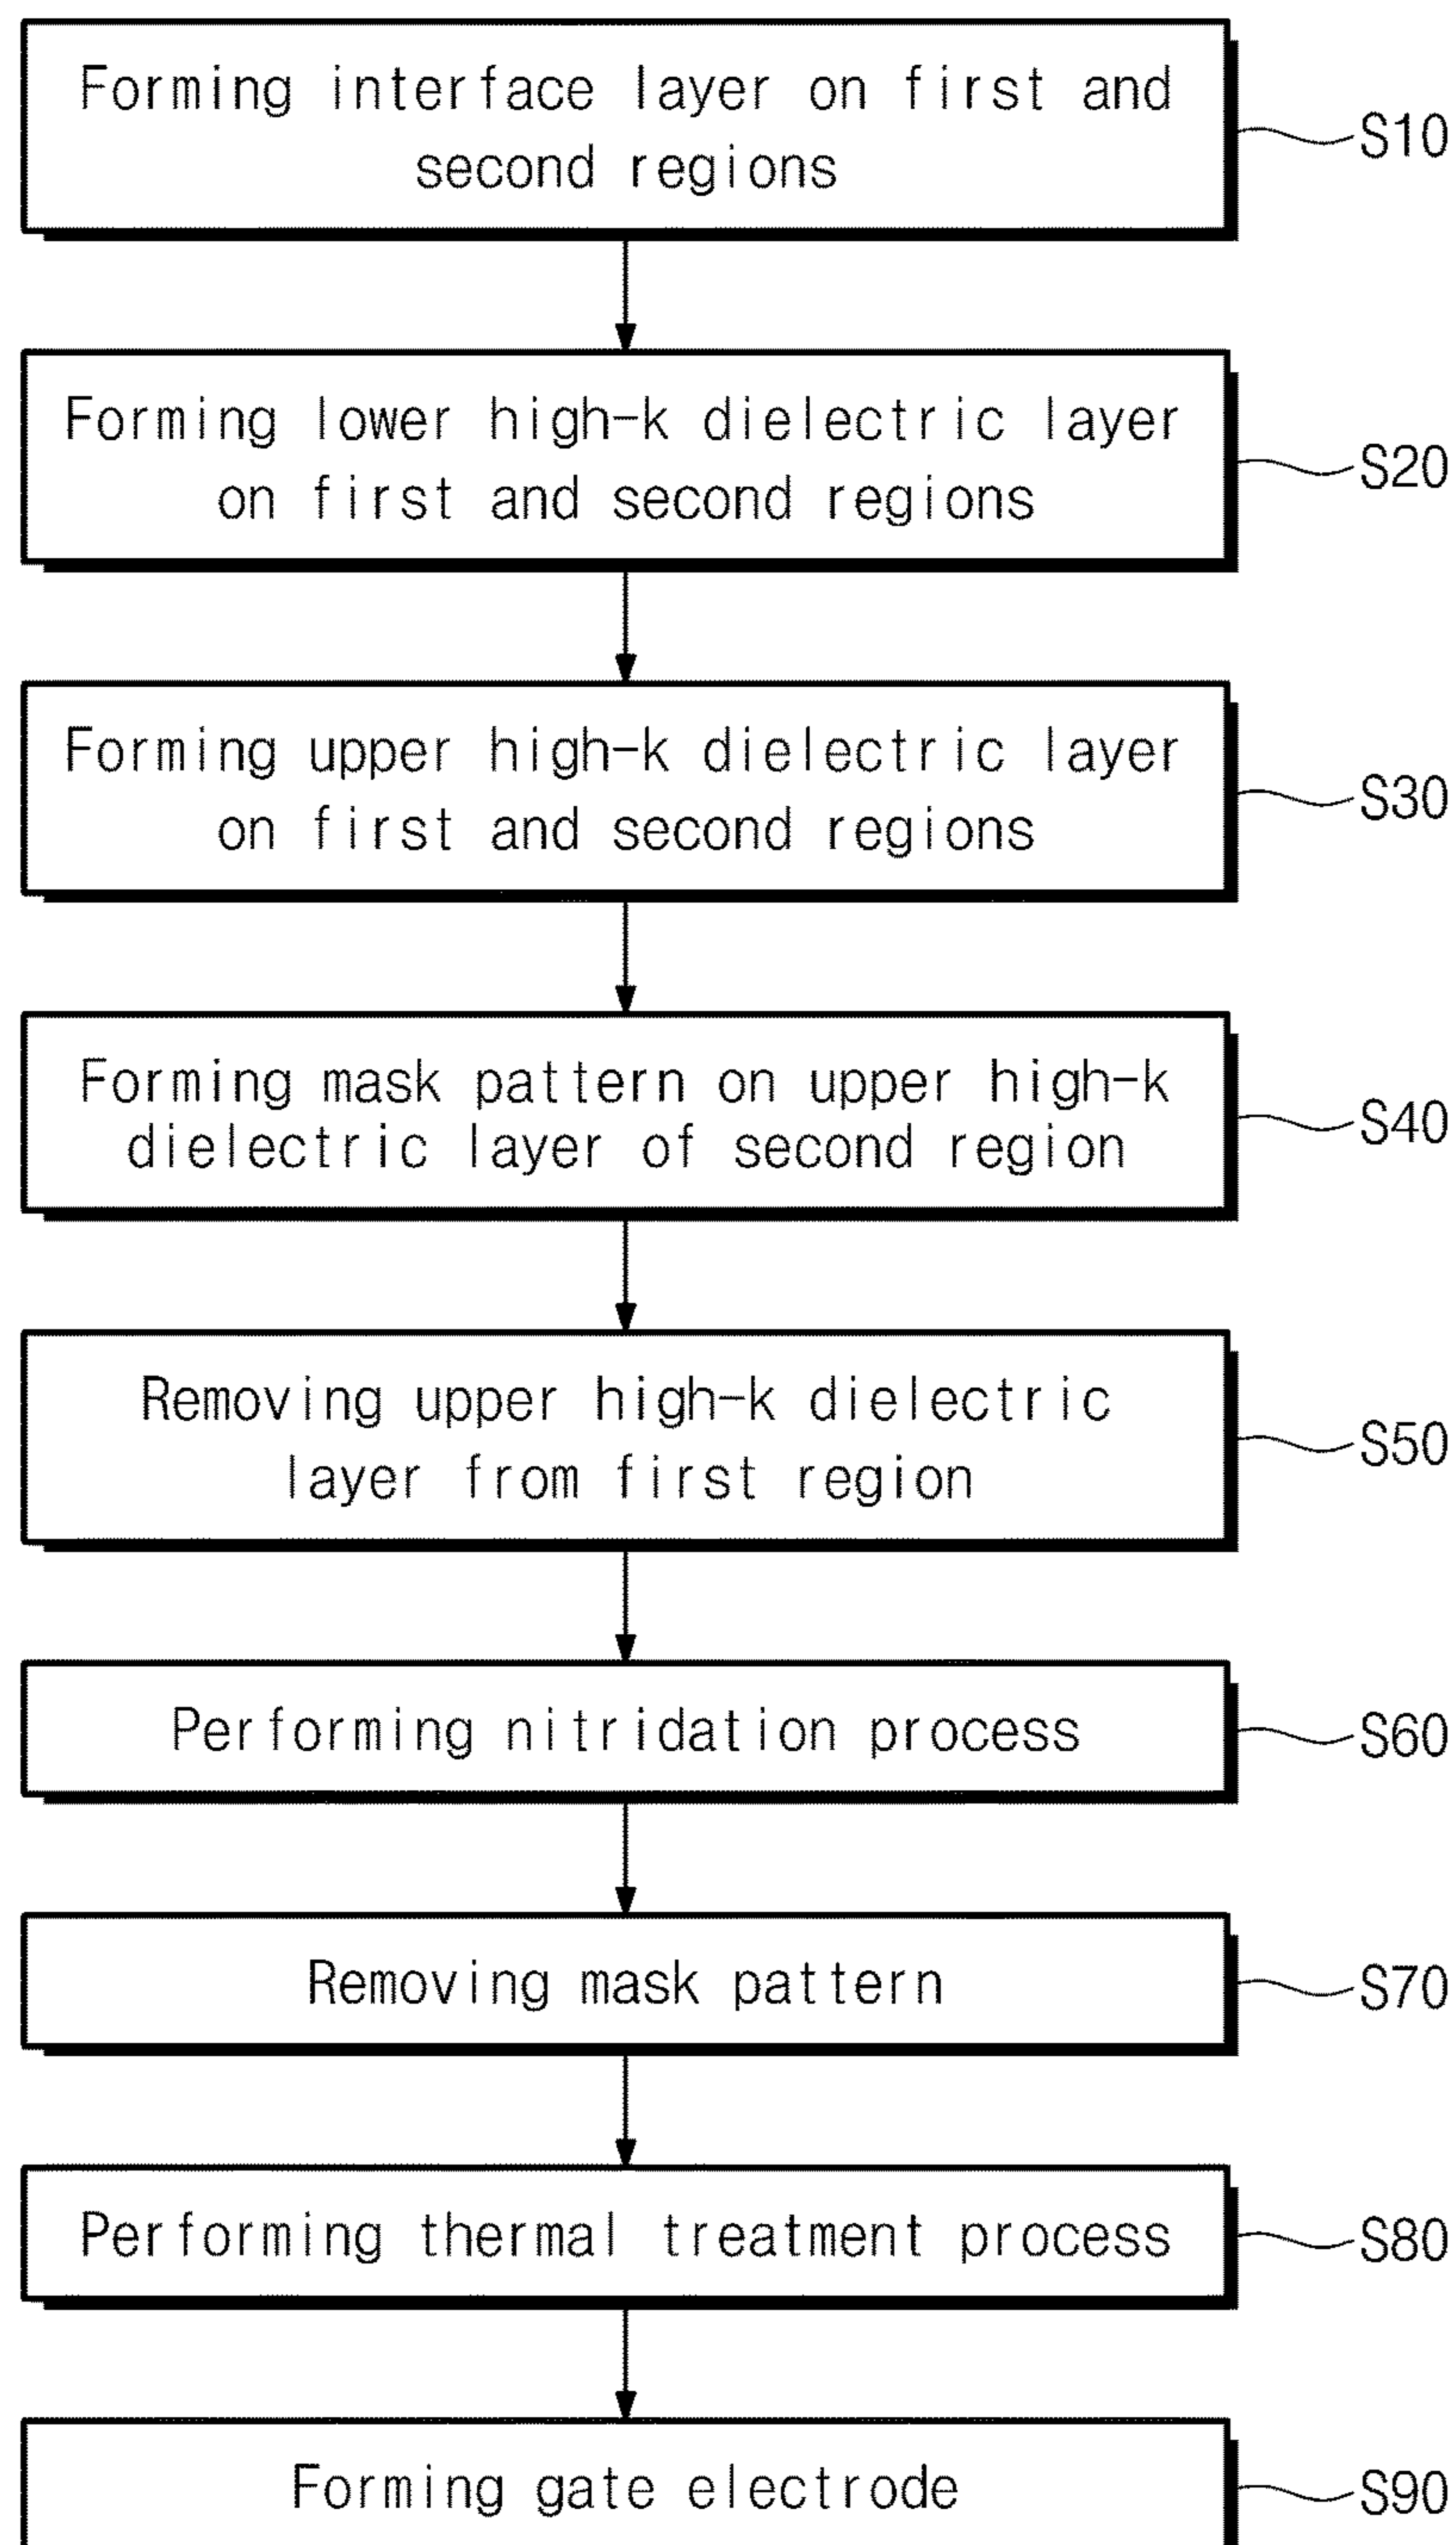 Forming interface layer on first and
second regions
S10
Forming lower high-k dielectric layer
on first and second regions
S20
Forming upper high-k dielectric layer
on first and second regions
S30
Forming mask pattern on upper high-k
dielectric layer of second region
S40
Removing upper high-k dielectric
layer from first region
S50
Performing nitridation process
S60
Removing mask pattern
S70
Performing thermal treatment process
S80
Forming gate electrode
S90